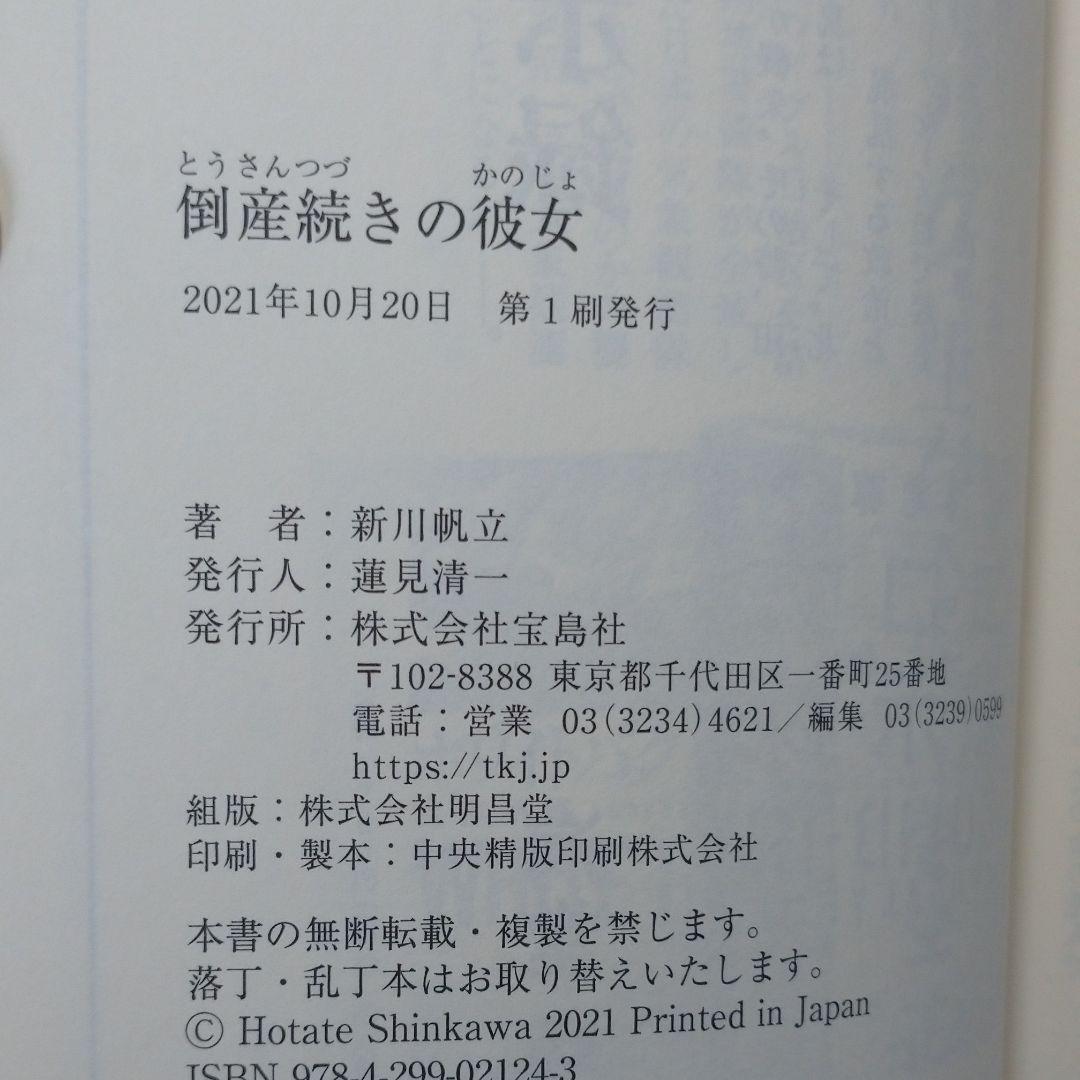 とうさんつづ かのじょ
倒産続きの彼女
2021年10月20日　第1刷発行
著　者：新川帆立
発行人：蓮見清一
発行所：株式会社宝島社
〒102-8388 東京都千代田区一番町25番地
電話：営業 03(3234)4621／編集 03(3239)0599
https://tkj.jp
組版：株式会社明昌堂
印刷・製本：中央精版印刷株式会社
本書の無断転載・複製を禁じます。
落丁・乱丁本はお取り替えいたします。
© Hotate Shinkawa 2021 Printed in Japan
ISBN 978-4-299-02124-3